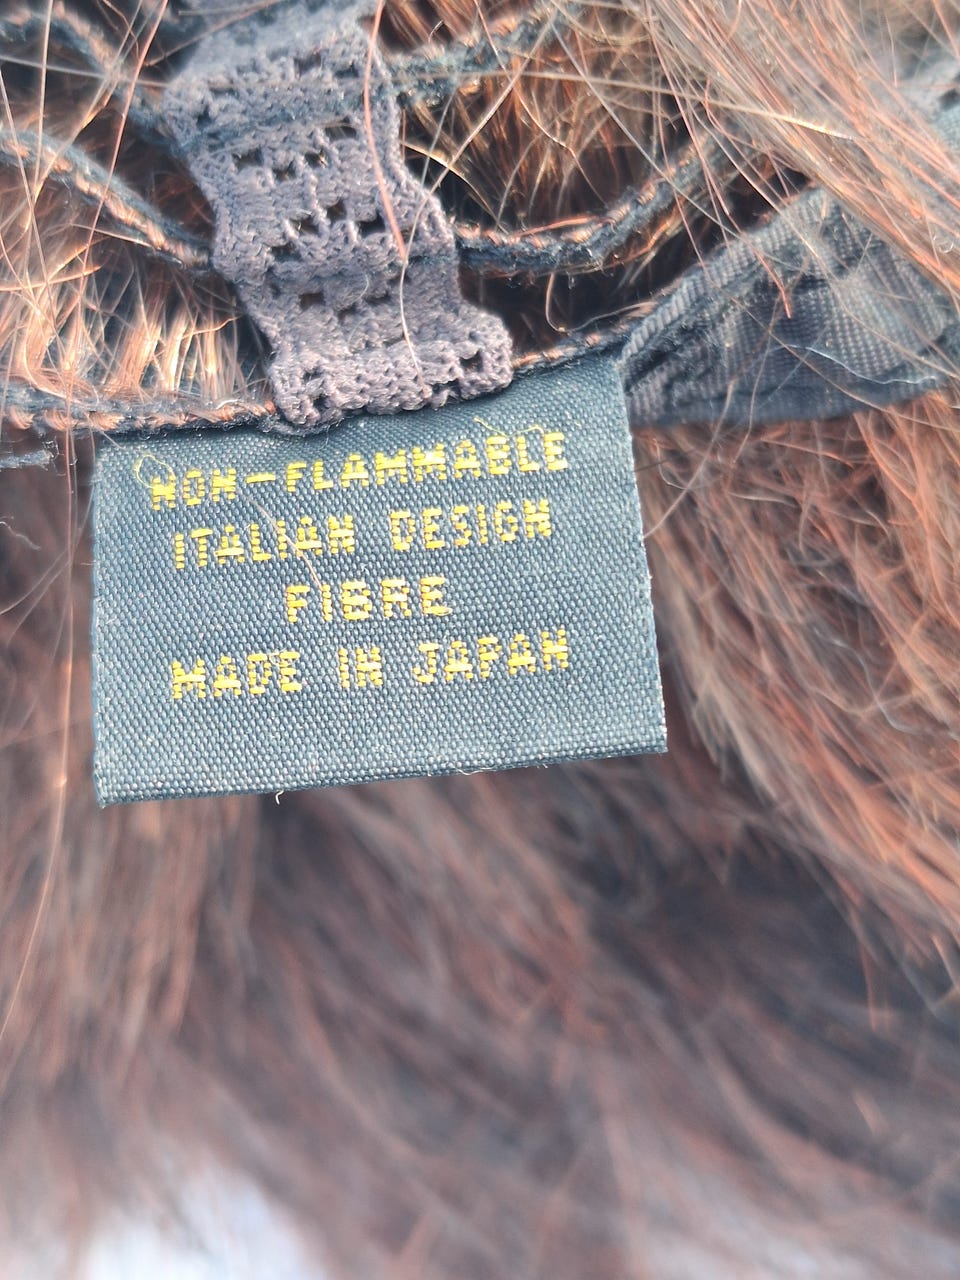 NON-FLAMMABLE
ITALIAN DESIGN
FIBRE
MADE IN JAPAN